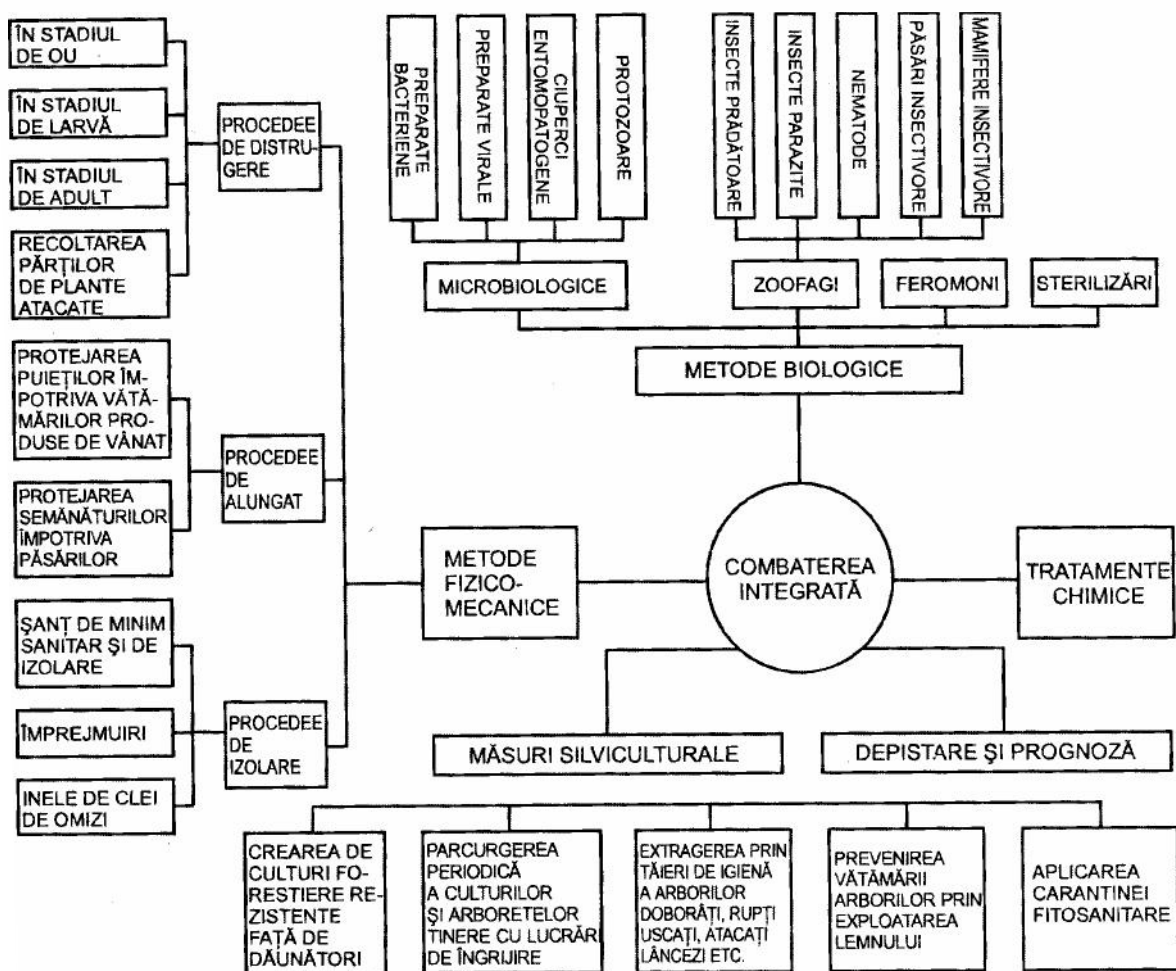 ÎN STADIUL
DE OU
ÎN STADIUL
DE LARVĂ
ÎN STADIUL
DE ADULT
RECOLTAREA
PĂRȚILOR
DE PLANTE
ATACATE
PROCEDEE
DE DISTRU-
GERE
PROTEJAREA
PUIEȚILOR ÎM-
POTRIVA VĂTĂ-
MĂRILOR PRO-
DUSE DE VÂNAT
PROTEJAREA
SEMĂNĂTURILOR
ÎMPOTRIVA
PĂSĂRILOR
PROCEDEE
DE
ALUNGAT
ŞANȚ DE MINIM
SANITAR ŞI DE
IZOLARE
ÎMPREJMUIRI
INELE DE CLEI
DE OMIZI
PROCEDEE
DE
IZOLARE
METODE
FIZICO-
MECANICE
PREPARATE
BACTERIENE
PREPARATE VIRALE
CIUPERCI
ENTOMOPATOGENE
PROTOZOARE
INSECTE PRĂDĂTOARE
INSECTE PARAZITE
NEMATODE
PĂSĂRI INSECTIVORE
MAMIFERE INSECTIVORE
MICROBIOLOGICE
ZOOFAGI
FEROMONI
STERILIZĂRI
METODE BIOLOGICE
COMBATEREA
INTEGRATĂ
TRATAMENTE
CHIMICE
MĂSURI SILVICULTURALE
DEPISTARE ŞI PROGNOZĂ
CREAREA DE
CULTURI FO-
RESTIERE RE-
ZISTENTE
FAȚĂ DE
DĂUNĂTORI
PARCURGEREA
PERIODICĂ
A CULTURILOR
ŞI ARBORETELOR
TINERE CU LUCRĂRI
DE ÎNGRIJIRE
EXTRAGEREA PRIN
TĂIERI DE IGIENĂ
A ARBORILOR
DOBORÂȚI, RUPȚI
USCAȚI, ATACAȚI
LÂNCEZI ETC.
PREVENIREA
VĂTĂMĂRII
ARBORILOR PRIN
EXPLOATAREA
LEMNULUI
APLICAREA
CARANTINEI
FITOSANITARE